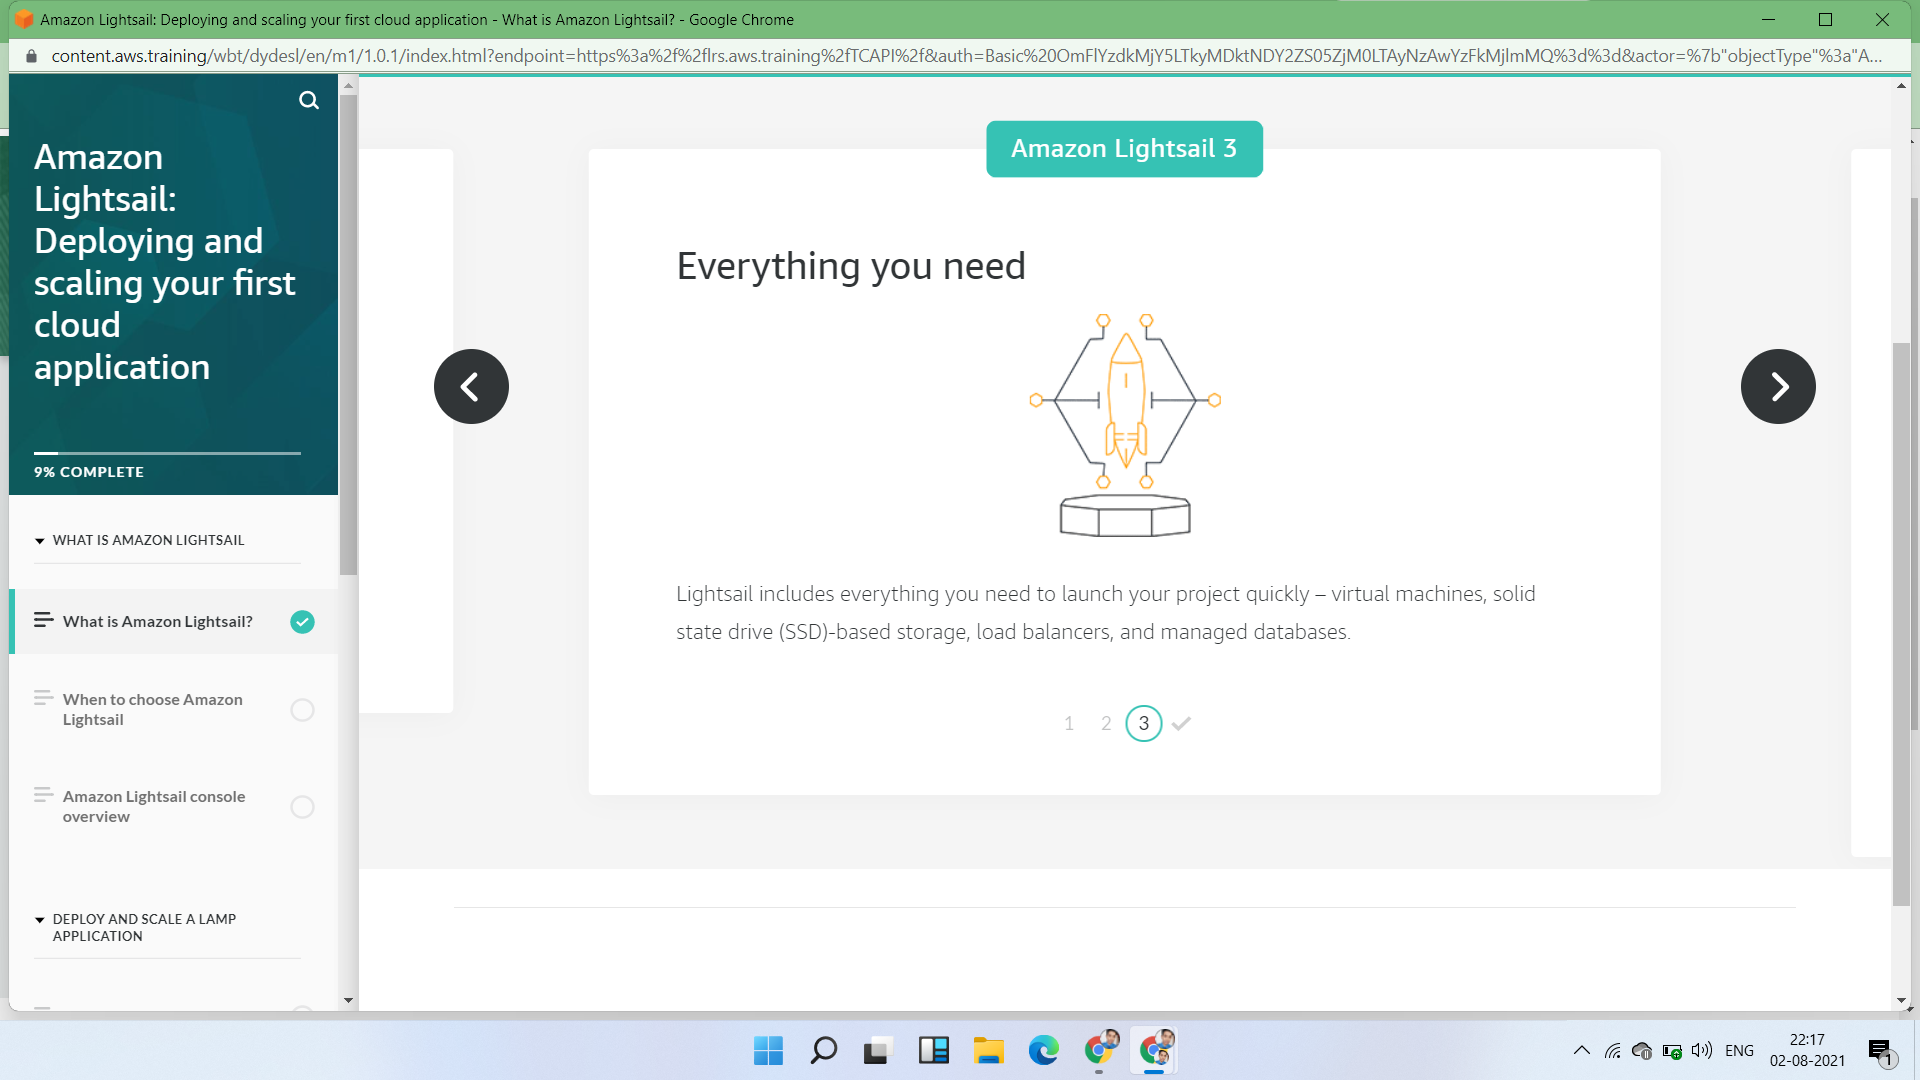 Amazon Lightsail: Deploying and scaling your first cloud application - What is Amazon Lightsail? - Google Chrome
content.aws.training/wbt/dydesl/en/m1/1.0.1/index.html?endpoint=https%3a%2f%2flrs.aws.training%2fTCAPI%2f&auth=Basic%20OmFlYzdkMjY5LTkyMDktNDY2ZS05ZjM0LTAyNzAwYzFkMjlmMQ%3d%3d&actor=%7b"objectType"%3a"A...
Amazon
Lightsail:
Deploying and
scaling your first
cloud
application
9% COMPLETE
WHAT IS AMAZON LIGHTSAIL
What is Amazon Lightsail?
When to choose Amazon
Lightsail
Amazon Lightsail console
overview
DEPLOY AND SCALE A LAMP
APPLICATION
Amazon Lightsail 3
Everything you need
Lightsail includes everything you need to launch your project quickly – virtual machines, solid
state drive (SSD)-based storage, load balancers, and managed databases.
1 2 3
ENG
22:17
02-08-2021
1